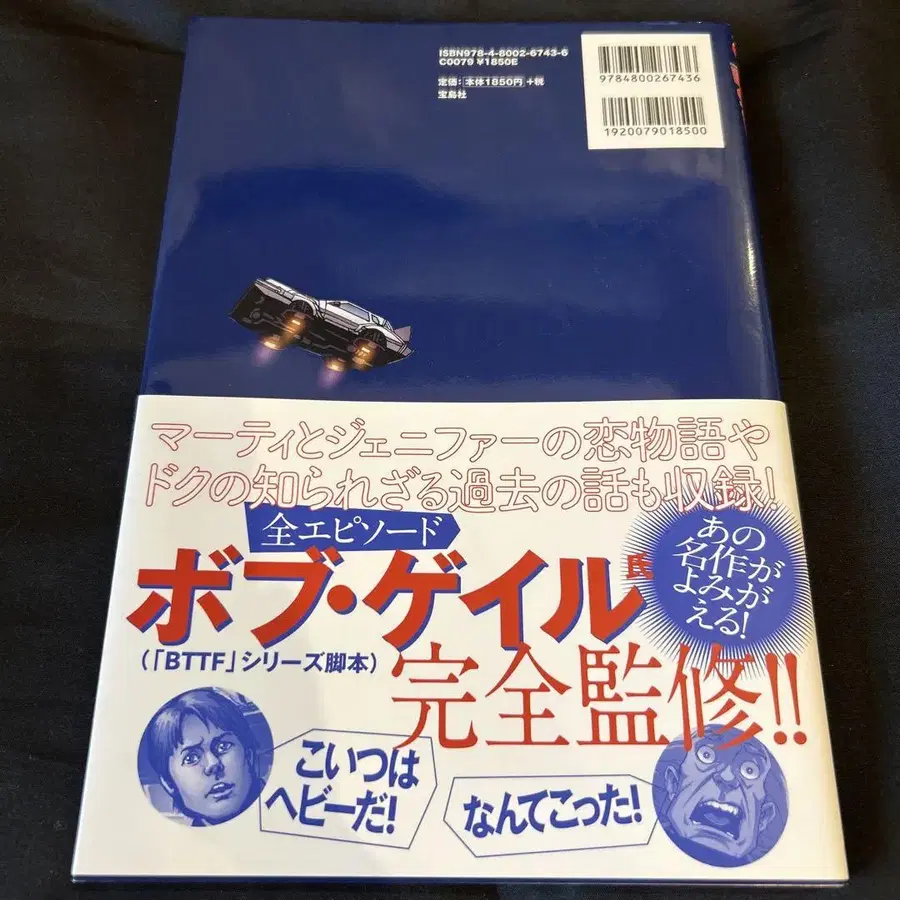 ISBN978-4-8002-6743-6
C0079 ¥1850E
定価：本体1850円 +税
宝島社
9784800267436
1920079018500
マーティとジェニファーの恋物語や
ドクの知られざる過去の話も収録！
全エピソード
ボブ・ゲイル氏
（「BTTF」シリーズ脚本）
完全監修!!
あの
名作が
よみが
える！
こいつは
ヘビーだ！
なんてこった！